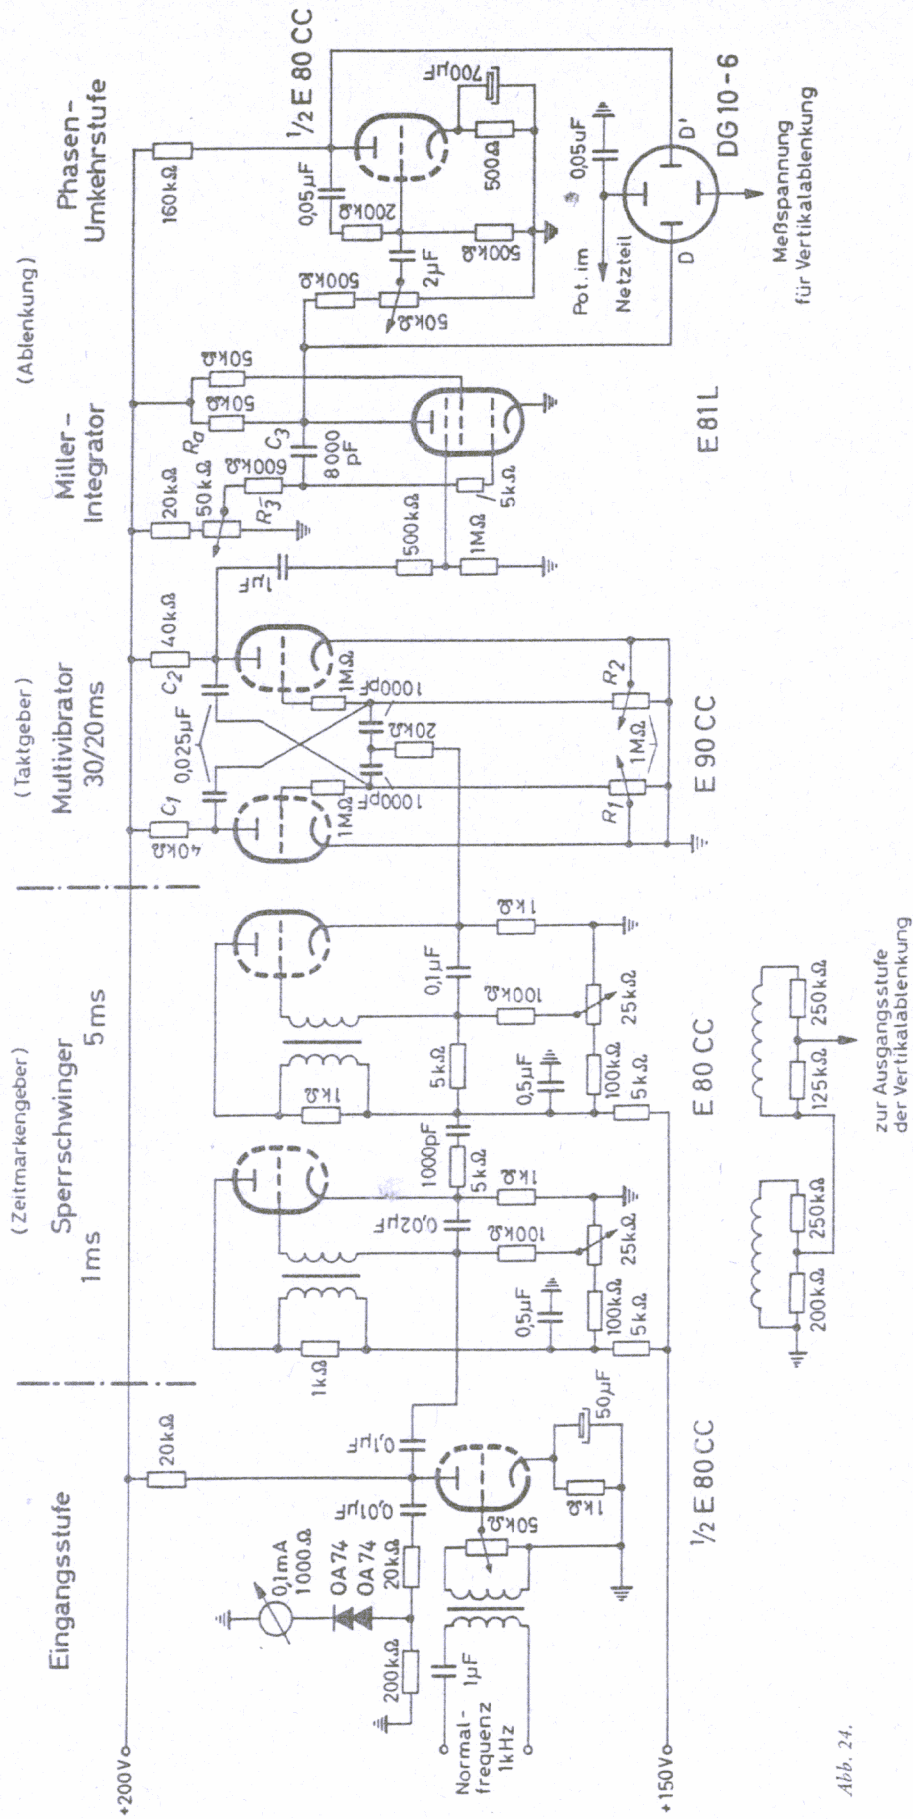 Eingangsstufe
(Zeitmarkengeber)
Sperrschwinger
1ms
5ms
(Taktgeber)
Multivibrator
30/20ms
Miller-
Integrator
(Ablenkung)
Phasen-
Umkehrstufe
+200V
20kΩ
0,1mA
1000Ω
OA74
OA74
200kΩ
20kΩ
0,01µF
0,1µF
Normal-
frequenz
1kHz
1µF
50kΩ
1kΩ
50µF
½ E 80 CC
+150V
1kΩ
0,02µF
100kΩ
1kΩ
0,5µF
25kΩ
100kΩ
5kΩ
1000pF
5kΩ
1kΩ
5kΩ
0,1µF
100kΩ
1kΩ
0,5µF
25kΩ
100kΩ
5kΩ
E 80 CC
200kΩ
250kΩ
125kΩ
250kΩ
zur Ausgangsstufe
der Vertikalablenkung
40kΩ
C1
0,025µF
C2
40kΩ
1MΩ
1MΩ
1000pF
1000pF
20kΩ
R1
R2
1MΩ
E 90 CC
1µF
500kΩ
1MΩ
20kΩ
50kΩ
600kΩ
R3
Ra
50kΩ
50kΩ
C3
8000
pF
5kΩ
E 81 L
160kΩ
½ E 80 CC
0,05µF
200kΩ
500kΩ
50kΩ
2µF
500kΩ
500Ω
700µF
Pot. im
Netzteil
0,05uF
D
D'
DG10-6
Meßspannung
für Vertikalablenkung
Abb. 24.